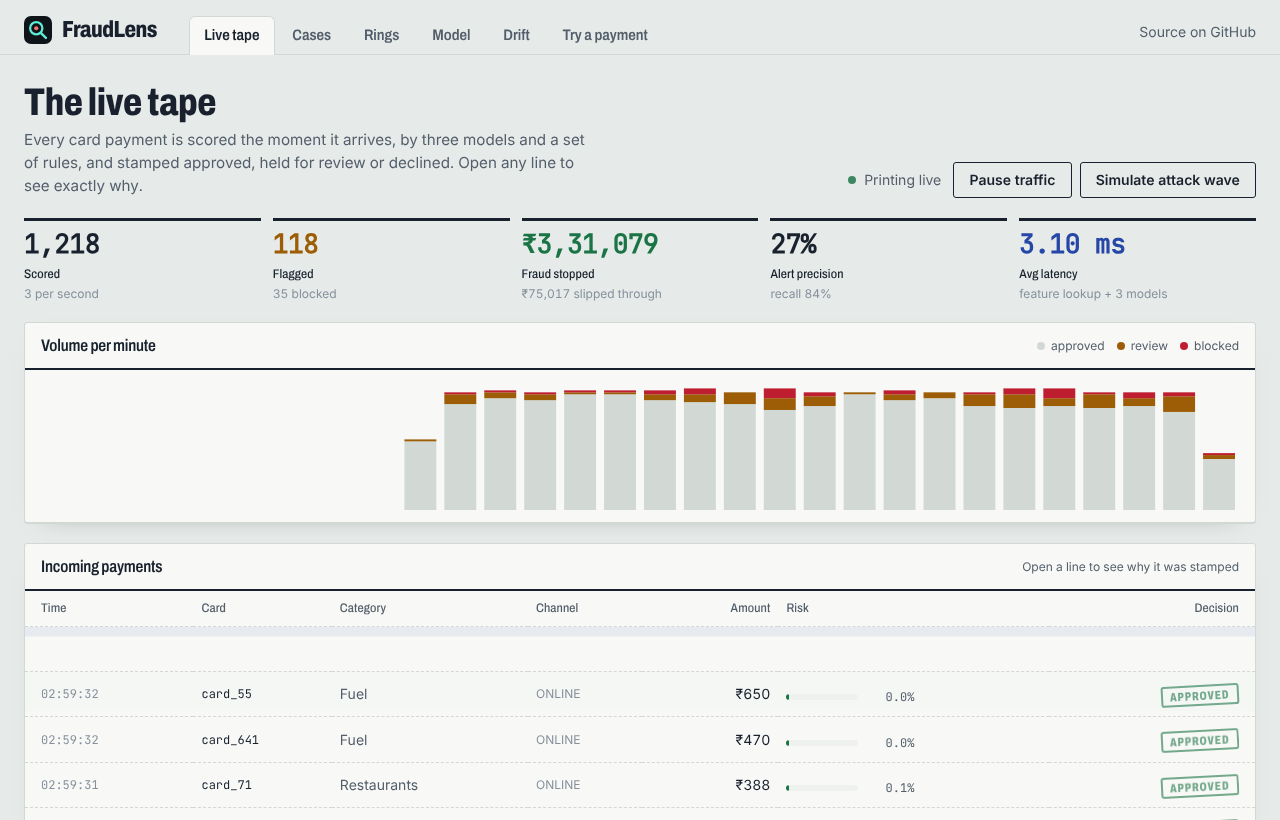 FraudLens
Live tape
Cases
Rings
Model
Drift
Try a payment
Source on GitHub
The live tape
Every card payment is scored the moment it arrives, by three models and a set
of rules, and stamped approved, held for review or declined. Open any line to
see exactly why.
Printing live
Pause traffic
Simulate attack wave
1,218
Scored
3 per second
118
Flagged
35 blocked
₹3,31,079
Fraud stopped
₹75,017 slipped through
27%
Alert precision
recall 84%
3.10 ms
Avg latency
feature lookup + 3 models
Volume per minute
approved
review
blocked
Incoming payments
Open a line to see why it was stamped
Time Card Category Channel Amount Risk Decision
02:59:32 card_55 Fuel ONLINE ₹650 0.0% APPROVED
02:59:32 card_641 Fuel ONLINE ₹470 0.0% APPROVED
02:59:31 card_71 Restaurants ONLINE ₹388 0.1% APPROVED